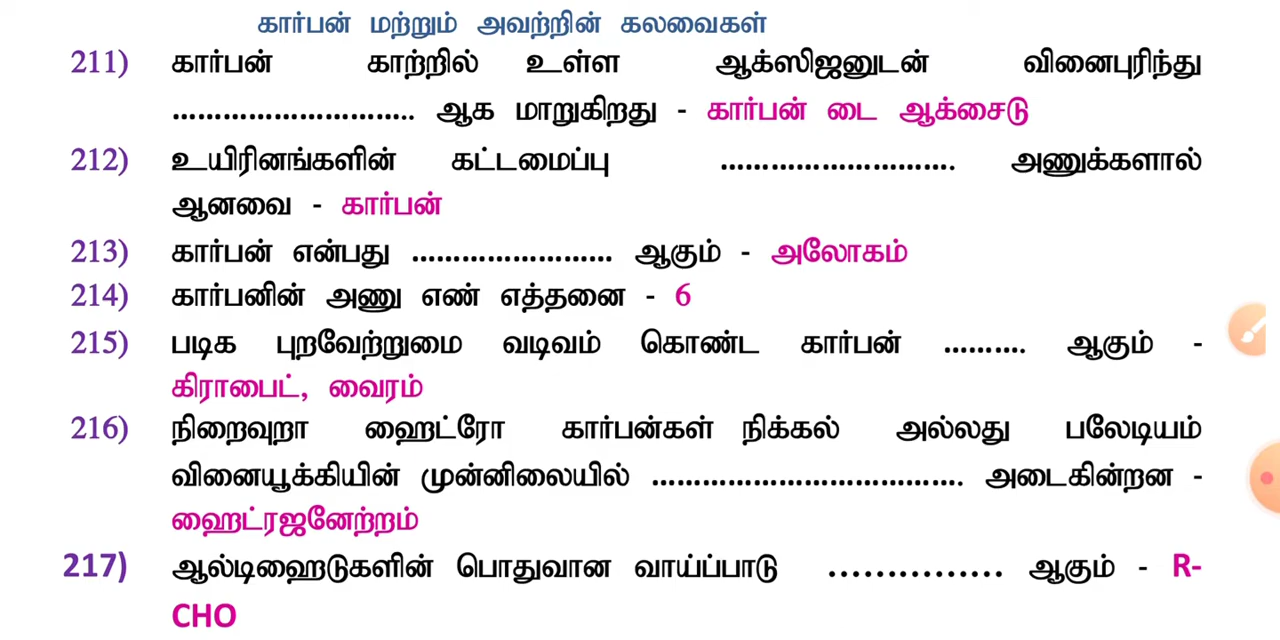 கார்பன் மற்றும் அவற்றின் கலவைகள்
211) கார்பன் காற்றில் உள்ள ஆக்ஸிஜனுடன் வினைபுரிந்து
............................. ஆக மாறுகிறது - கார்பன் டை ஆக்சைடு
212) உயிரினங்களின் கட்டமைப்பு ............................ அணுக்களால்
ஆனவை - கார்பன்
213) கார்பன் என்பது ........................ ஆகும் - அலோகம்
214) கார்பனின் அணு எண் எத்தனை - 6
215) படிக புறவேற்றுமை வடிவம் கொண்ட கார்பன் .......... ஆகும் -
கிராபைட், வைரம்
216) நிறைவுறா ஹைட்ரோ கார்பன்கள் நிக்கல் அல்லது பலேடியம்
வினையூக்கியின் முன்னிலையில் ..................................... அடைகின்றன -
ஹைட்ரஜனேற்றம்
217) ஆல்டிஹைடுகளின் பொதுவான வாய்ப்பாடு ................ ஆகும் - R-
CHO